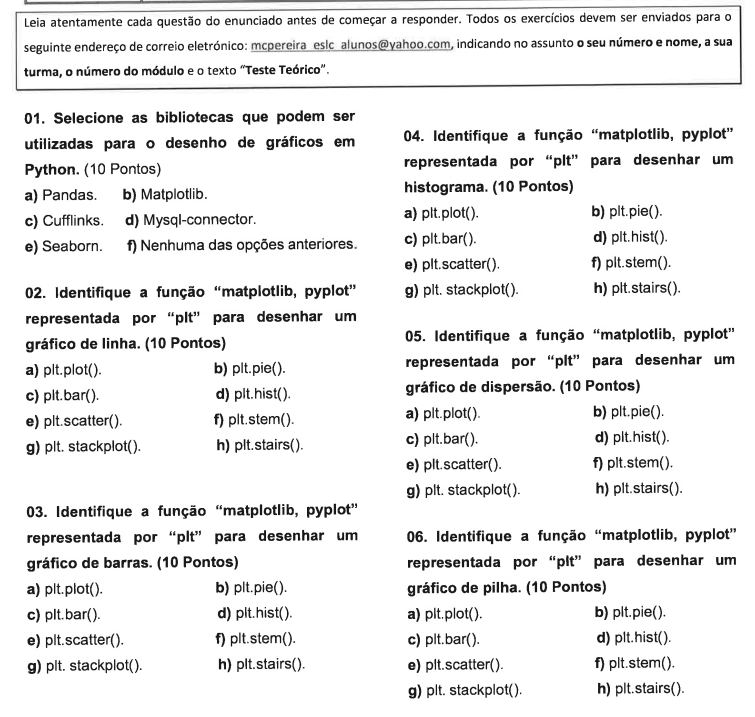 Leia atentamente cada questão do enunciado antes de começar a responder. Todos os exercícios devem ser enviados para o
seguinte endereço de correio eletrónico: mcpereira_eslc_alunos@yahoo.com, indicando no assunto o seu número e nome, a sua
turma, o número do módulo e o texto “Teste Teórico”.
01. Selecione as bibliotecas que podem ser
utilizadas para o desenho de gráficos em
Python. (10 Pontos)
a) Pandas. b) Matplotlib.
c) Cufflinks. d) Mysql-connector.
e) Seaborn. f) Nenhuma das opções anteriores.
02. Identifique a função “matplotlib, pyplot”
representada por “plt” para desenhar um
gráfico de linha. (10 Pontos)
a) plt.plot(). b) plt.pie().
c) plt.bar(). d) plt.hist().
e) plt.scatter(). f) plt.stem().
g) plt. stackplot(). h) plt.stairs().
03. Identifique a função “matplotlib, pyplot”
representada por “plt” para desenhar um
gráfico de barras. (10 Pontos)
a) plt.plot(). b) plt.pie().
c) plt.bar(). d) plt.hist().
e) plt.scatter(). f) plt.stem().
g) plt. stackplot(). h) plt.stairs().
04. Identifique a função “matplotlib, pyplot”
representada por “plt” para desenhar um
histograma. (10 Pontos)
a) plt.plot(). b) plt.pie().
c) plt.bar(). d) plt.hist().
e) plt.scatter(). f) plt.stem().
g) plt. stackplot(). h) plt.stairs().
05. Identifique a função “matplotlib, pyplot”
representada por “plt” para desenhar um
gráfico de dispersão. (10 Pontos)
a) plt.plot(). b) plt.pie().
c) plt.bar(). d) plt.hist().
e) plt.scatter(). f) plt.stem().
g) plt. stackplot(). h) plt.stairs().
06. Identifique a função “matplotlib, pyplot”
representada por “plt” para desenhar um
gráfico de pilha. (10 Pontos)
a) plt.plot(). b) plt.pie().
c) plt.bar(). d) plt.hist().
e) plt.scatter(). f) plt.stem().
g) plt. stackplot(). h) plt.stairs().